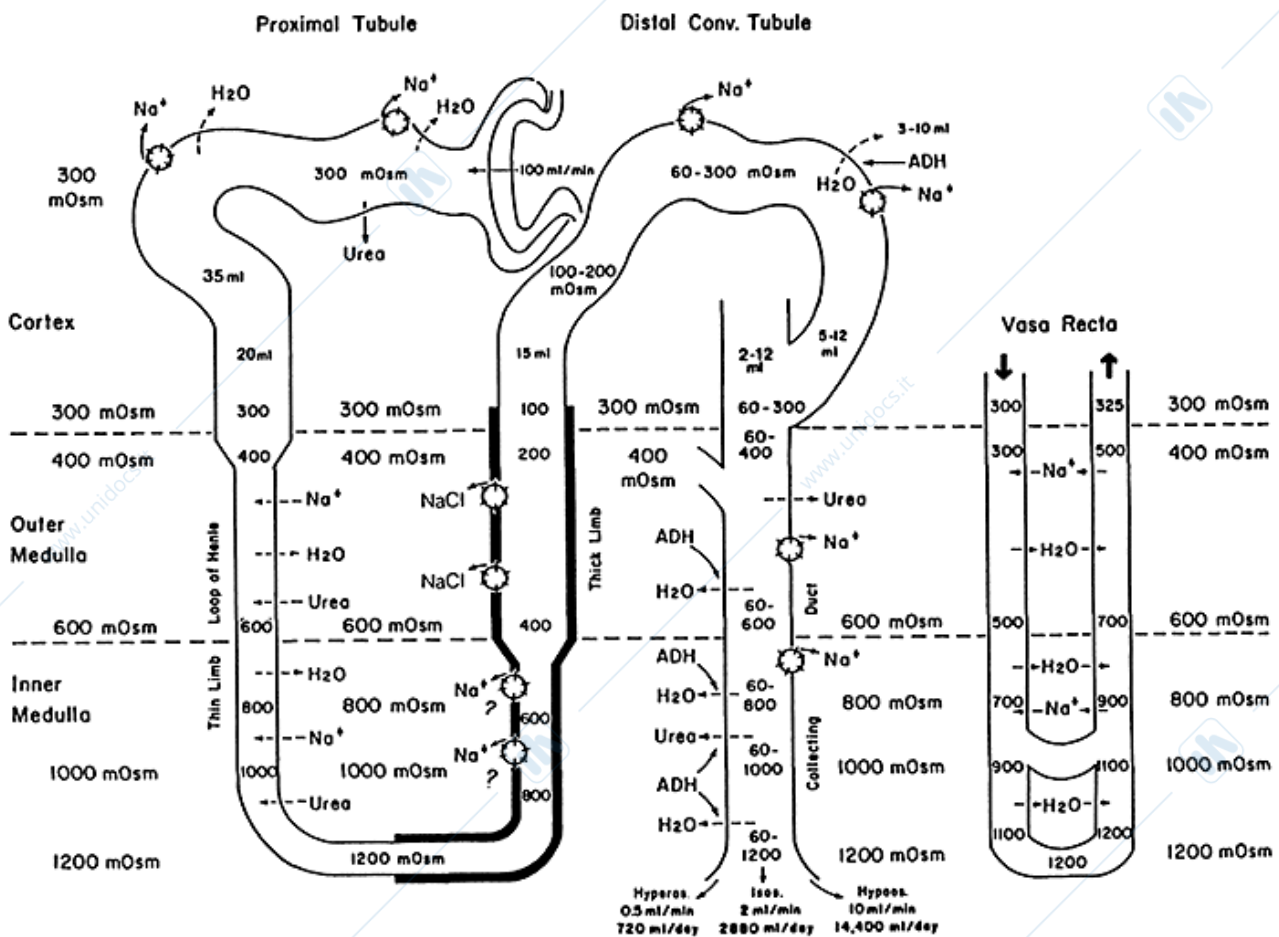 Proximal Tubule
Distal Conv. Tubule
Na+
H2O
Na+
H2O
Na+
3-10 ml
ADH
H2O
Na+
300
mOsm
300 mOsm
100 ml/min
60-300 mOsm
Urea
35 ml
100-200
mOsm
Cortex
20 ml
15 ml
2-12
ml
5-12
ml
Vasa Recta
300 mOsm
300
300 mOsm
100
300 mOsm
60-300
300
325
300 mOsm
400 mOsm
400
400 mOsm
200
400
mOsm
60-
400
300
500
400 mOsm
Na+
NaCl
Urea
Na+
Outer
Medulla
Loop of Henle
H2O
NaCl
Thick Limb
ADH
Na+
H2O
Urea
H2O
Duct
600 mOsm
600
600 mOsm
400
60-
600
500
700
600 mOsm
Inner
Medulla
Thin Limb
H2O
Na+
?
ADH
Na+
H2O
800
800 mOsm
600
H2O
60-
800
700
900
Na+
800 mOsm
Na+
Na+
?
Urea
Collecting
1000 mOsm
1000
1000 mOsm
800
60-
1000
1000 mOsm
900
1100
1000 mOsm
Urea
ADH
H2O
H2O
1100
1200
1200 mOsm
1200 mOsm
60-
1200
1200 mOsm
1200
1200 mOsm
Hyperos.
0.5 ml/min
720 ml/day
Isos.
2 ml/min
2880 ml/day
Hypoos.
10 ml/min
14,400 ml/day
www.unidocs.it
www.unidocs.it